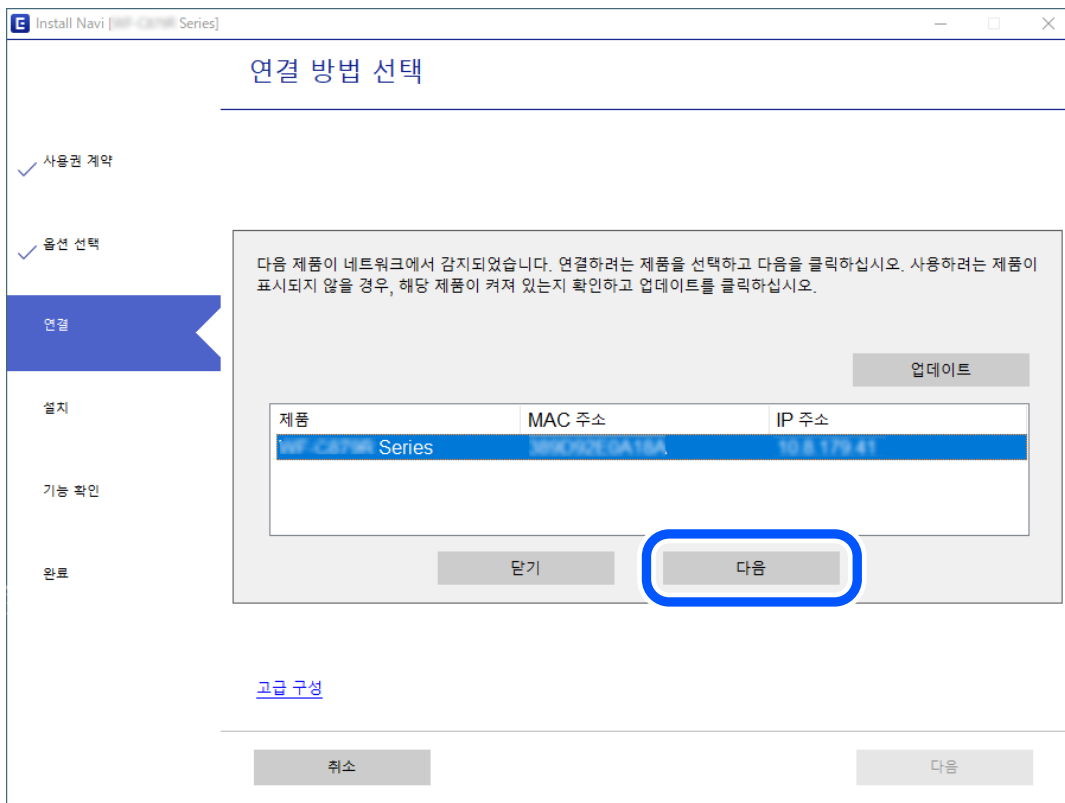 E Install Navi [ Series]
연결 방법 선택
사용권 계약
옵션 선택
연결
설치
기능 확인
완료
다음 제품이 네트워크에서 감지되었습니다. 연결하려는 제품을 선택하고 다음을 클릭하십시오. 사용하려는 제품이
표시되지 않을 경우, 해당 제품이 켜져 있는지 확인하고 업데이트를 클릭하십시오.
업데이트
제품 MAC 주소 IP 주소
Series
닫기 다음
고급 구성
취소 다음